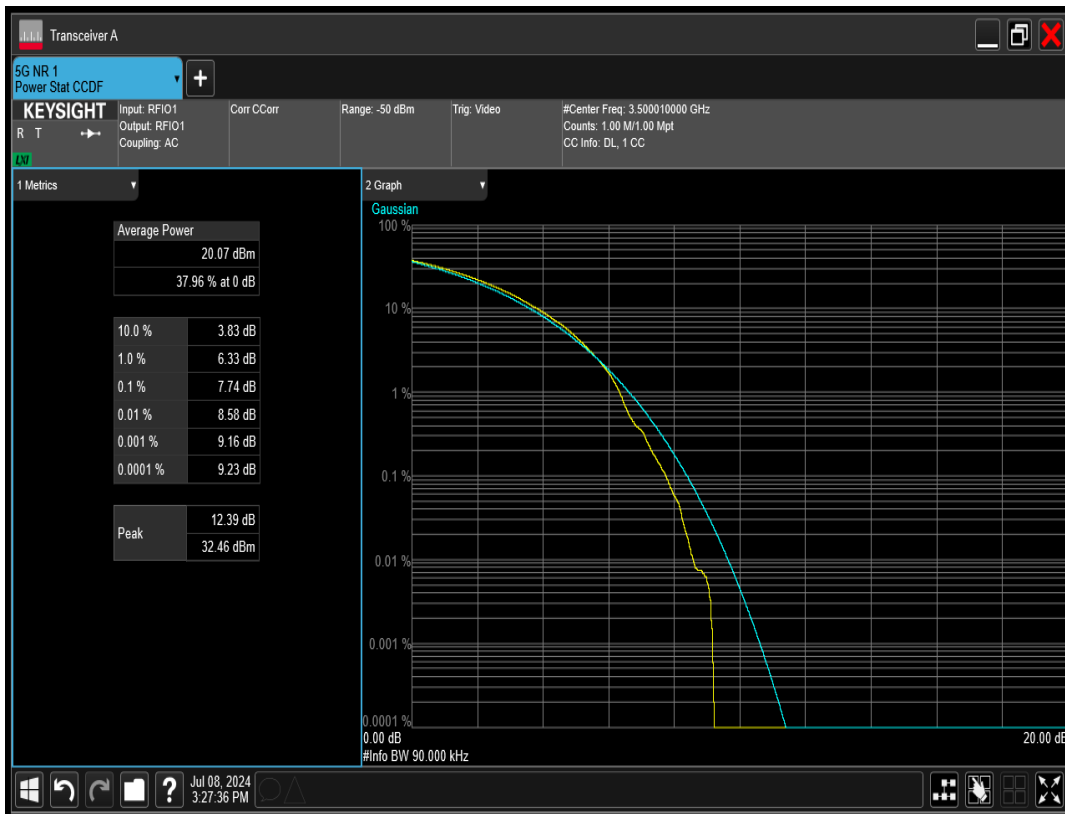 Transceiver A
5G NR 1
Power Stat CCDF
+
KEYSIGHT
R T
LXI
Input: RFIO1
Output: RFIO1
Coupling: AC
Corr CCorr
Range: -50 dBm
Trig: Video
#Center Freq: 3.500010000 GHz
Counts: 1.00 M/1.00 Mpt
CC Info: DL, 1 CC
1 Metrics
Average Power
20.07 dBm
37.96 % at 0 dB
10.0 % 3.83 dB
1.0 % 6.33 dB
0.1 % 7.74 dB
0.01 % 8.58 dB
0.001 % 9.16 dB
0.0001 % 9.23 dB
Peak
12.39 dB
32.46 dBm
2 Graph
Gaussian
100 %
10 %
1 %
0.1 %
0.01 %
0.001 %
0.0001 %
0.00 dB 20.00 dB
#Info BW 90.000 kHz
?
Jul 08, 2024
3:27:36 PM